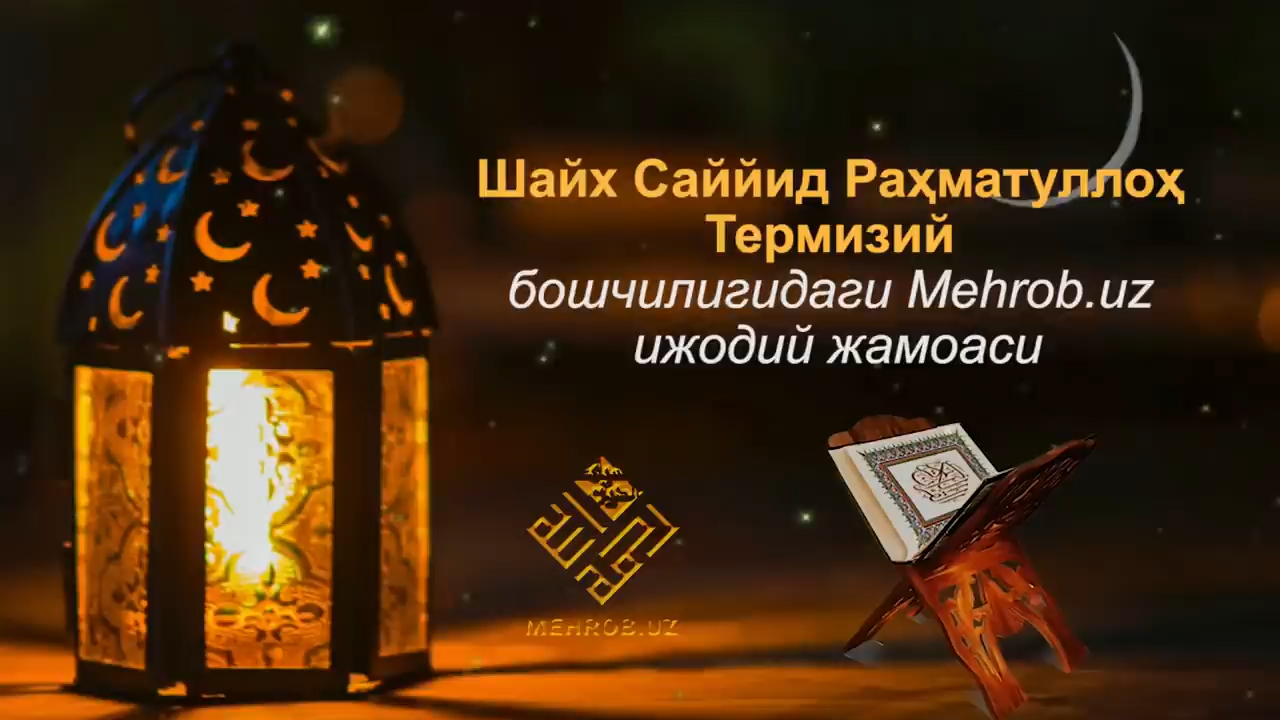 Шайх Саййид Раҳматуллоҳ
Термизий
бошчилигидаги Mehrob.uz
ижодий жамоаси
MEHROB.UZ